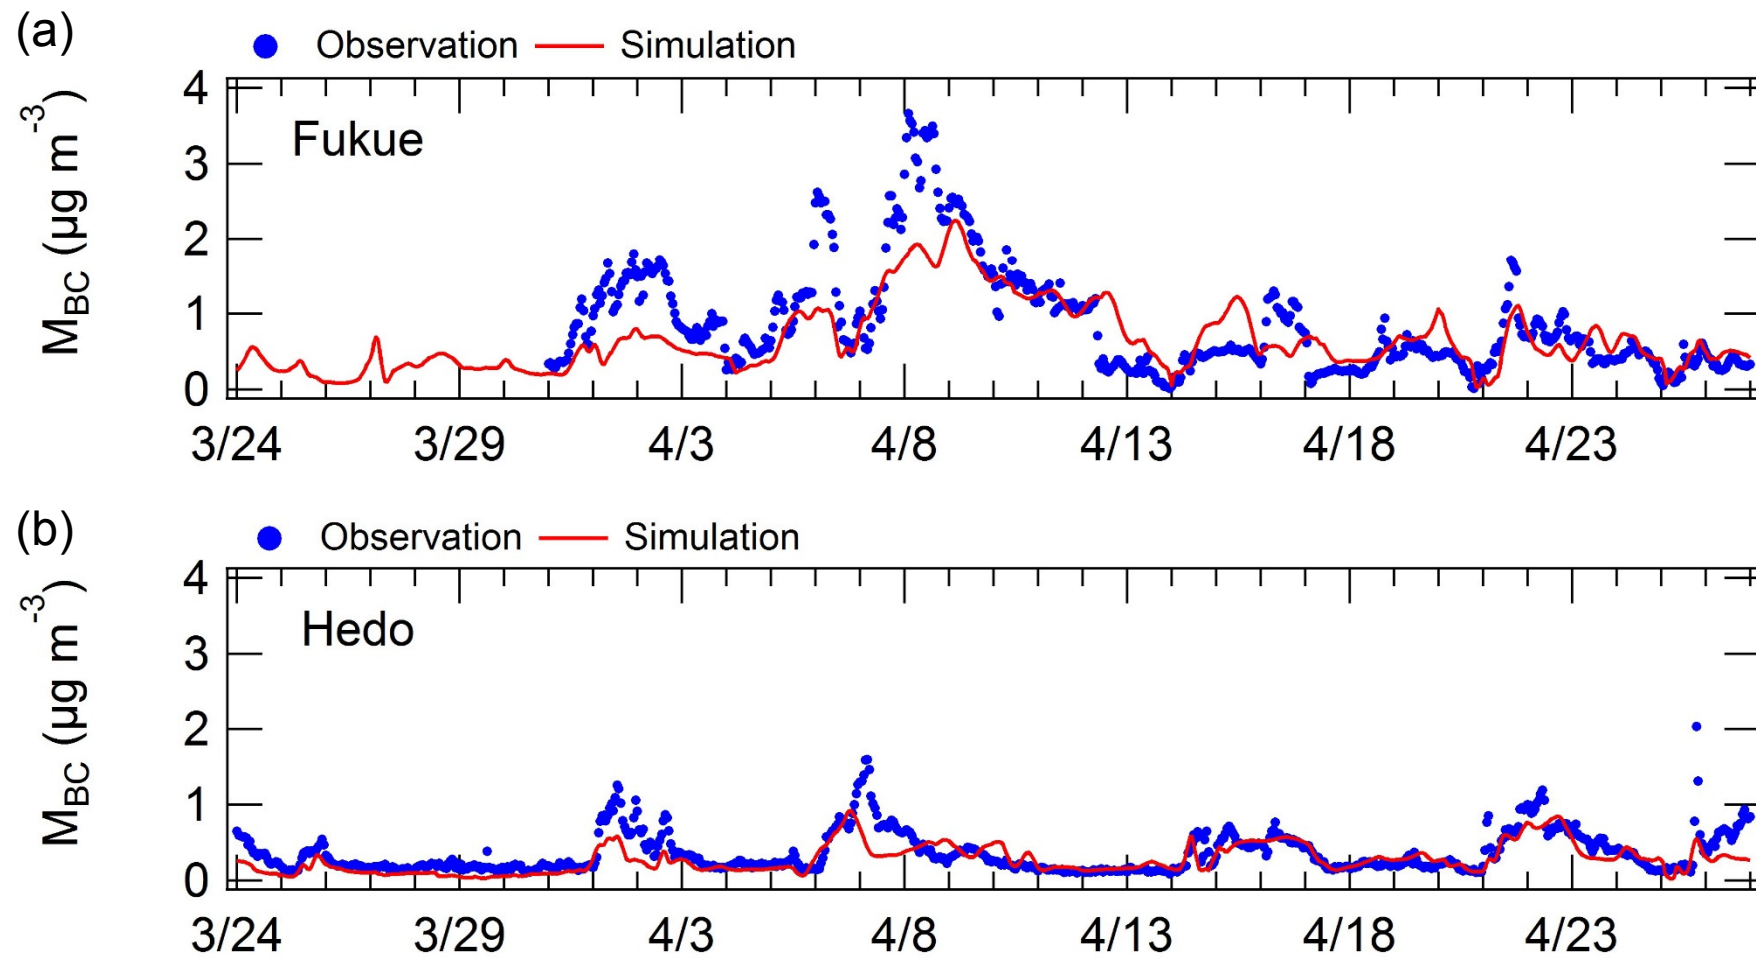 (a)
Observation Simulation
M_BC (µg m^-3)
4
3
2
1
0
Fukue
3/24 3/29 4/3 4/8 4/13 4/18 4/23
(b)
Observation Simulation
M_BC (µg m^-3)
4
3
2
1
0
Hedo
3/24 3/29 4/3 4/8 4/13 4/18 4/23